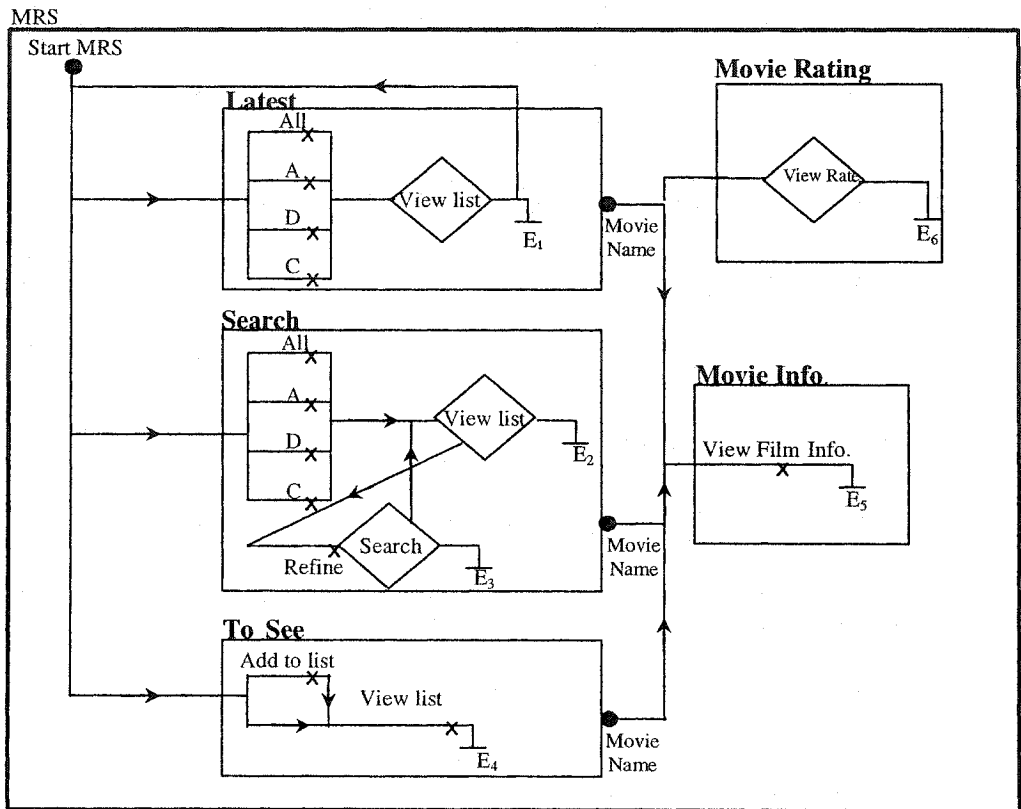 MRS
Start MRS
Latest
All
A
D
C
View list
E1
Movie
Name
Movie Rating
View Rate
E6
Search
All
A
D
C
View list
E2
Refine
Search
E3
Movie
Name
Movie Info.
View Film Info.
E5
To See
Add to list
View list
E4
Movie
Name